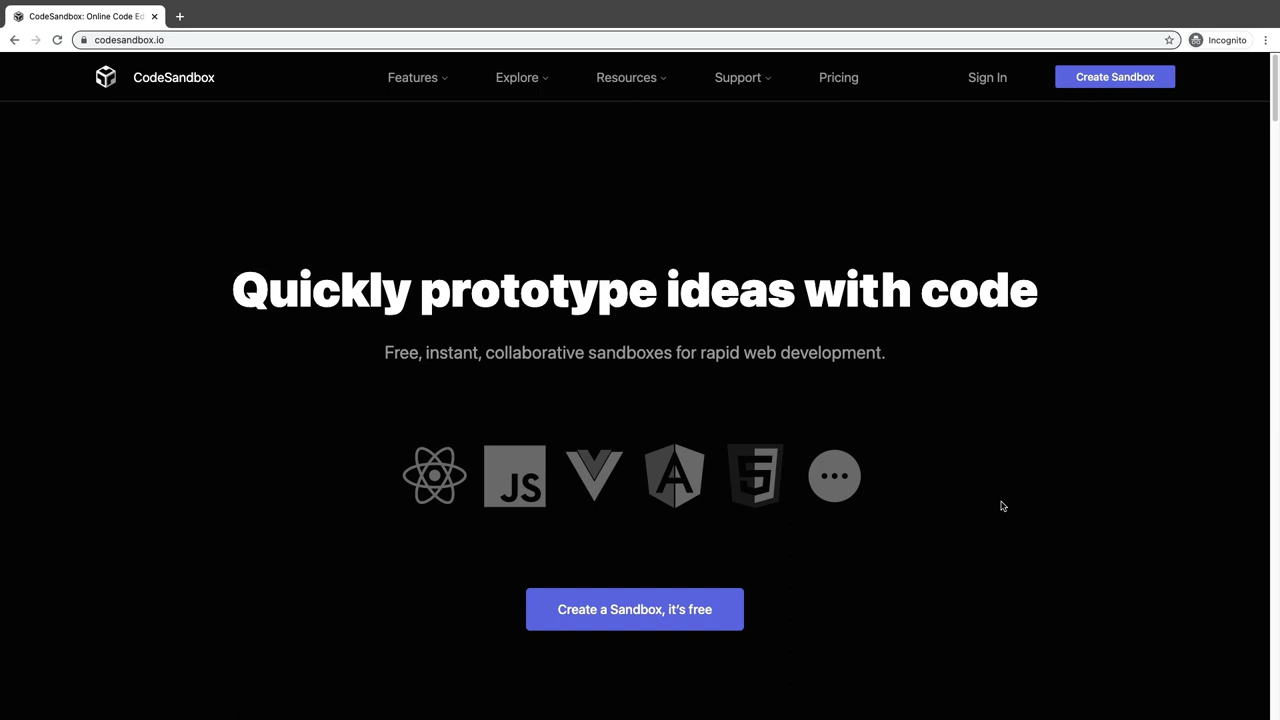 CodeSandbox: Online Code Ed
codesandbox.io
Incognito
CodeSandbox
Features
Explore
Resources
Support
Pricing
Sign In
Create Sandbox
Quickly prototype ideas with code
Free, instant, collaborative sandboxes for rapid web development.
JS
A
5
Create a Sandbox, it's free